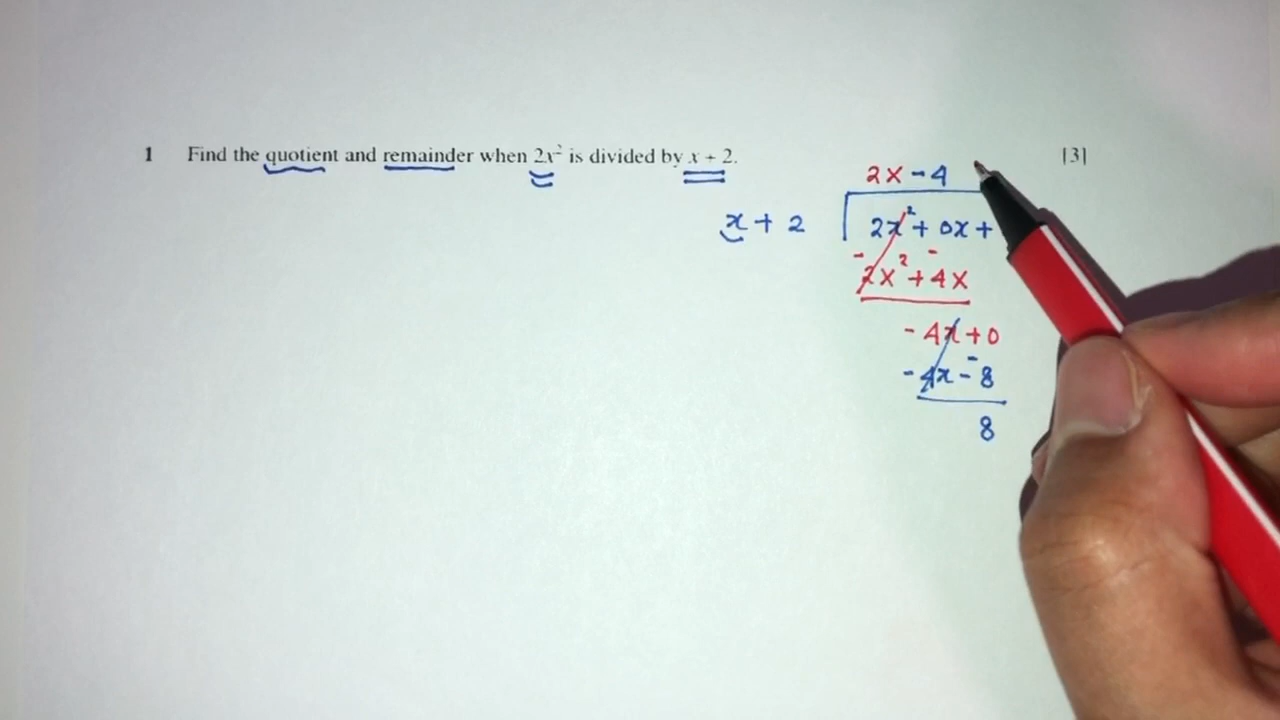 1 Find the quotient and remainder when 2x² is divided by x + 2. [3]
2x - 4
x + 2 2x² + 0x +
- -
2x² + 4x
- 4x + 0
-
- 4x - 8
8